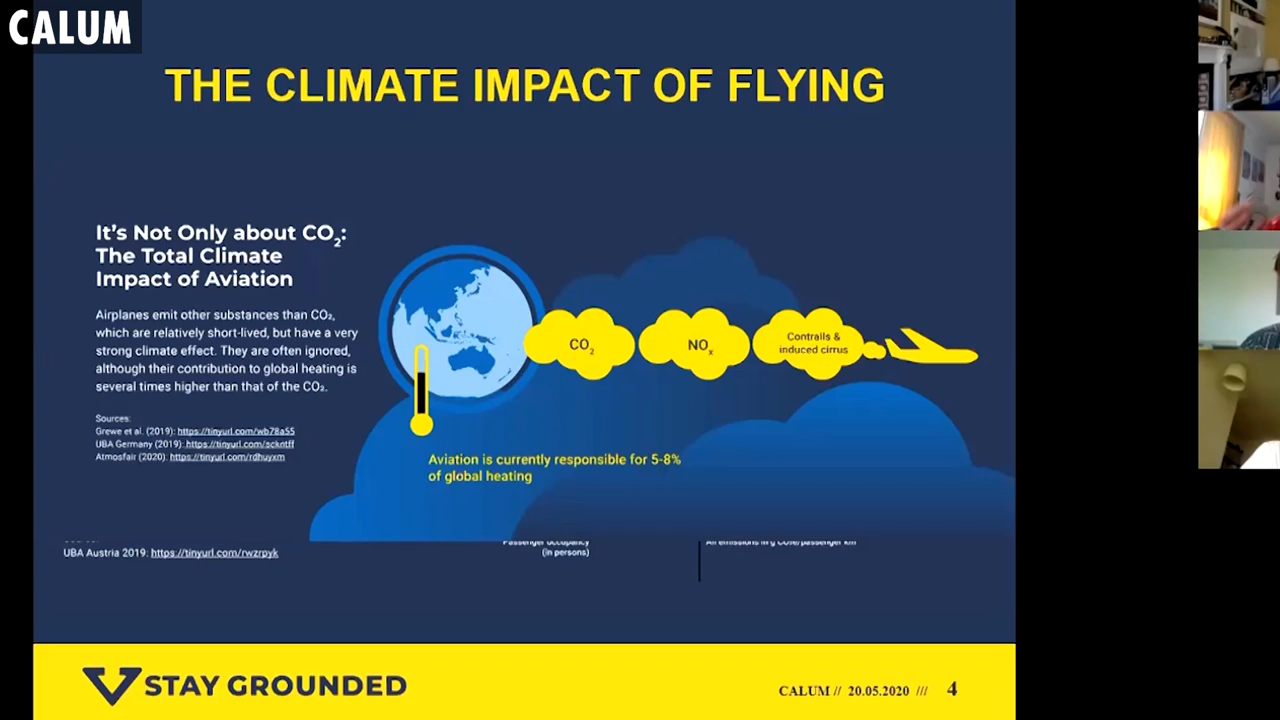 CALUM
THE CLIMATE IMPACT OF FLYING
It's Not Only about CO₂:
The Total Climate
Impact of Aviation
Airplanes emit other substances than CO₂,
which are relatively short-lived, but have a very
strong climate effect. They are often ignored,
although their contribution to global heating is
several times higher than that of the CO₂.
Sources:
Grewe et al. (2019): https://tinyurl.com/wb78a55
UBA Germany (2019): https://tinyurl.com/sckntff
Atmosfair (2020): https://tinyurl.com/rdhuyxm
CO₂
NOₓ
Contrails &
induced cirrus
Aviation is currently responsible for 5-8%
of global heating
UBA Austria 2019: https://tinyurl.com/rwzrpyk
Passenger occupancy
(in persons)
STAY GROUNDED
CALUM // 20.05.2020 /// 4